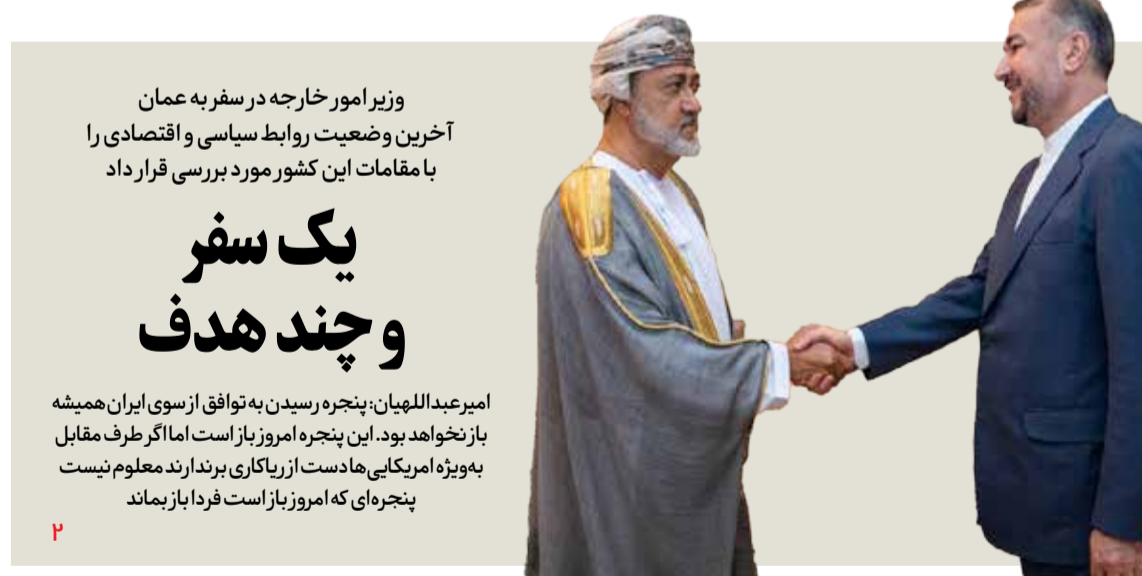 وزیر امور خارجه در سفر به عمان
آخرین وضعیت روابط سیاسی و اقتصادی را
با مقامات این کشور مورد بررسی قرار داد
یک سفر
و چند هدف
امیرعبداللهیان: پنجره رسیدن به توافق از سوی ایران همیشه
باز نخواهد بود. این پنجره امروز باز است اما اگر طرف مقابل
به‌ویژه امریکایی‌ها دست از ریاکاری برندارند معلوم نیست
پنجره‌ای که امروز باز است فردا باز بماند
۲